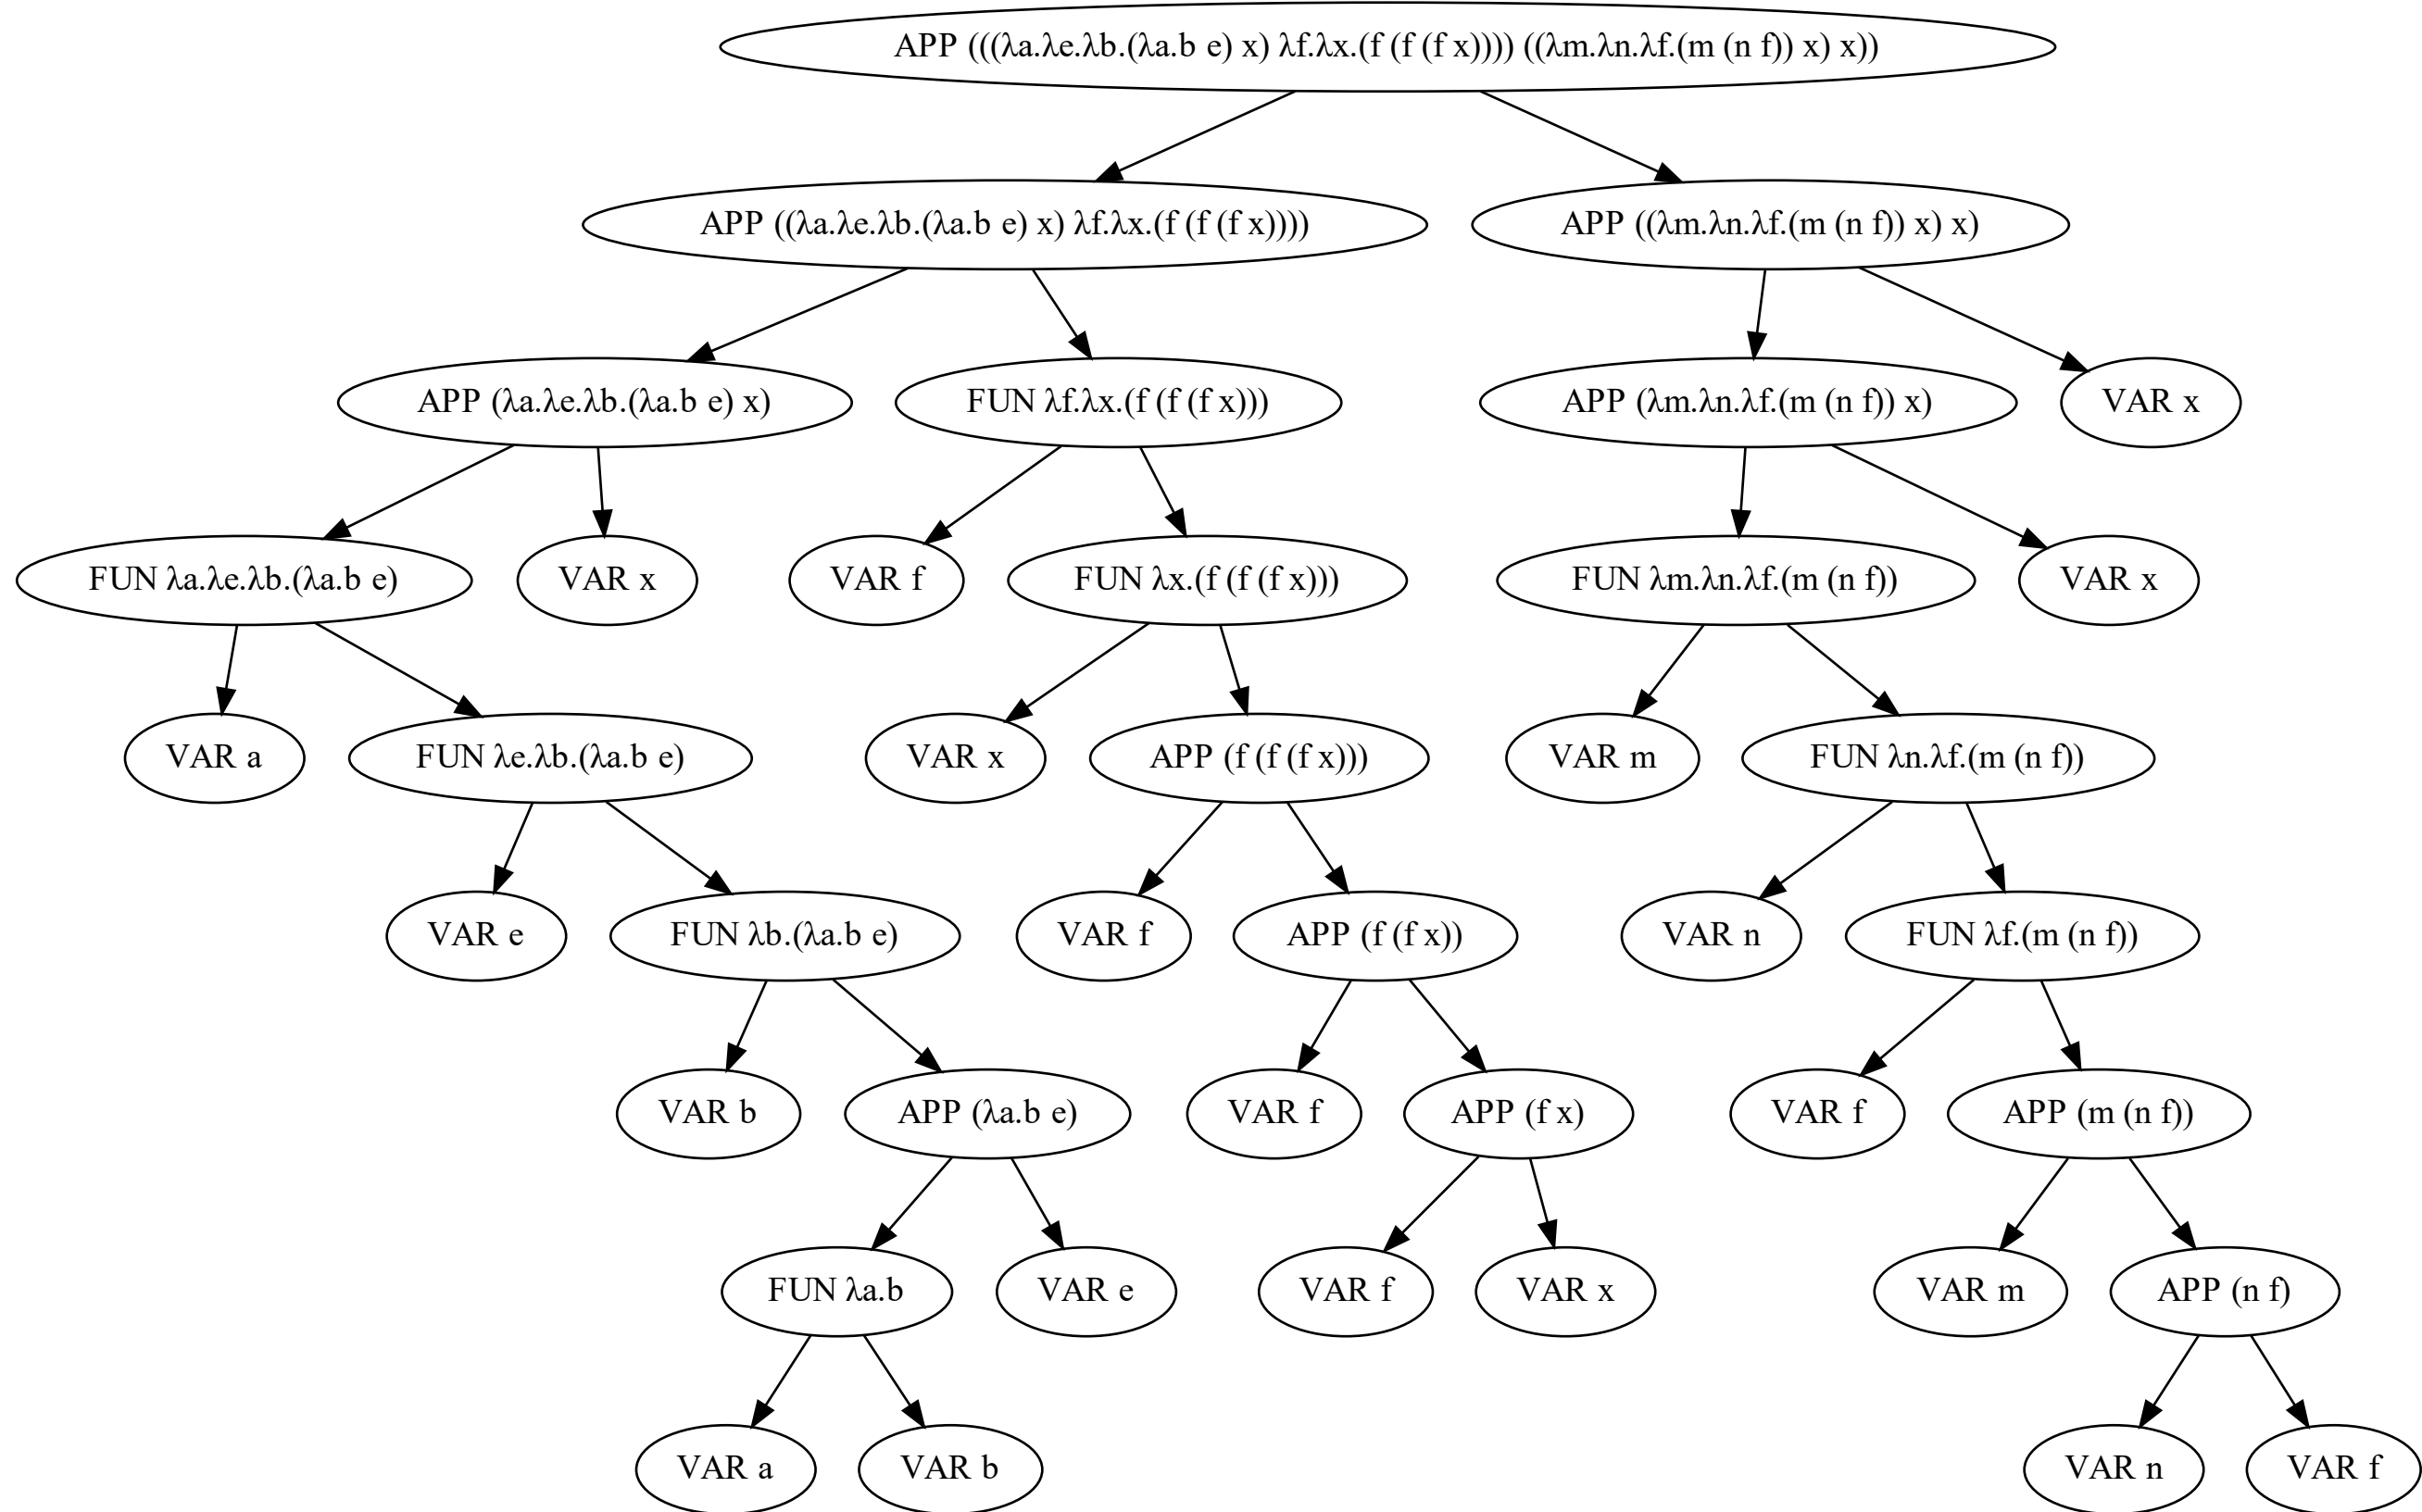 APP (((λa.λe.λb.(λa.b e) x) λf.λx.(f (f (f x)))) ((λm.λn.λf.(m (n f)) x) x))
APP ((λa.λe.λb.(λa.b e) x) λf.λx.(f (f (f x))))
APP ((λm.λn.λf.(m (n f)) x) x)
APP (λa.λe.λb.(λa.b e) x)
FUN λf.λx.(f (f (f x)))
APP (λm.λn.λf.(m (n f)) x)
VAR x
FUN λa.λe.λb.(λa.b e)
VAR x
VAR f
FUN λx.(f (f (f x)))
FUN λm.λn.λf.(m (n f))
VAR x
VAR a
FUN λe.λb.(λa.b e)
VAR x
APP (f (f (f x)))
VAR m
FUN λn.λf.(m (n f))
VAR e
FUN λb.(λa.b e)
VAR f
APP (f (f x))
VAR n
FUN λf.(m (n f))
VAR b
APP (λa.b e)
VAR f
APP (f x)
VAR f
APP (m (n f))
FUN λa.b
VAR e
VAR f
VAR x
VAR m
APP (n f)
VAR a
VAR b
VAR n
VAR f